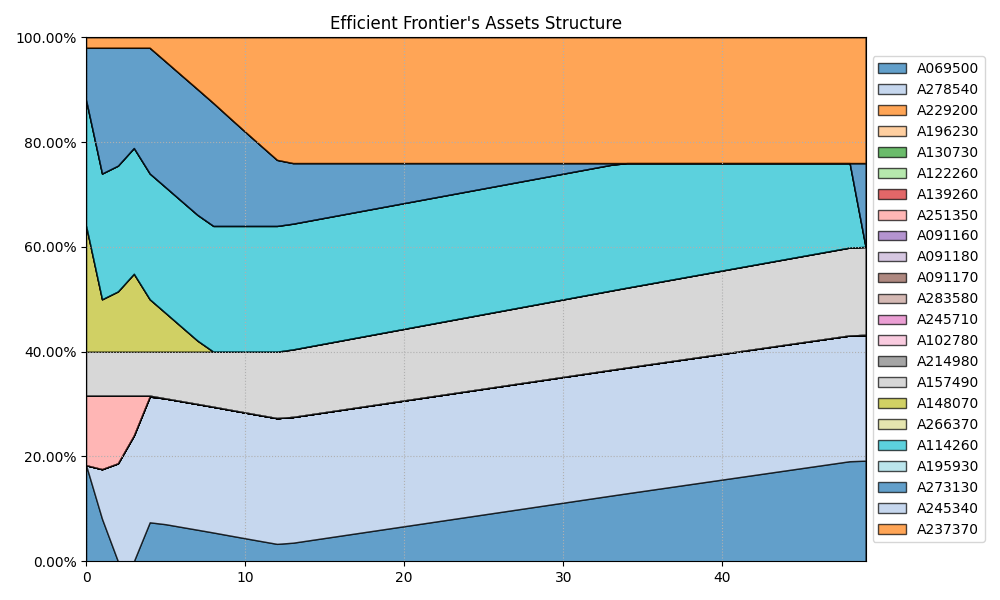 Efficient Frontier's Assets Structure
100.00%
80.00%
60.00%
40.00%
20.00%
0.00%
0
10
20
30
40
A069500
A278540
A229200
A196230
A130730
A122260
A139260
A251350
A091160
A091180
A091170
A283580
A245710
A102780
A214980
A157490
A148070
A266370
A114260
A195930
A273130
A245340
A237370